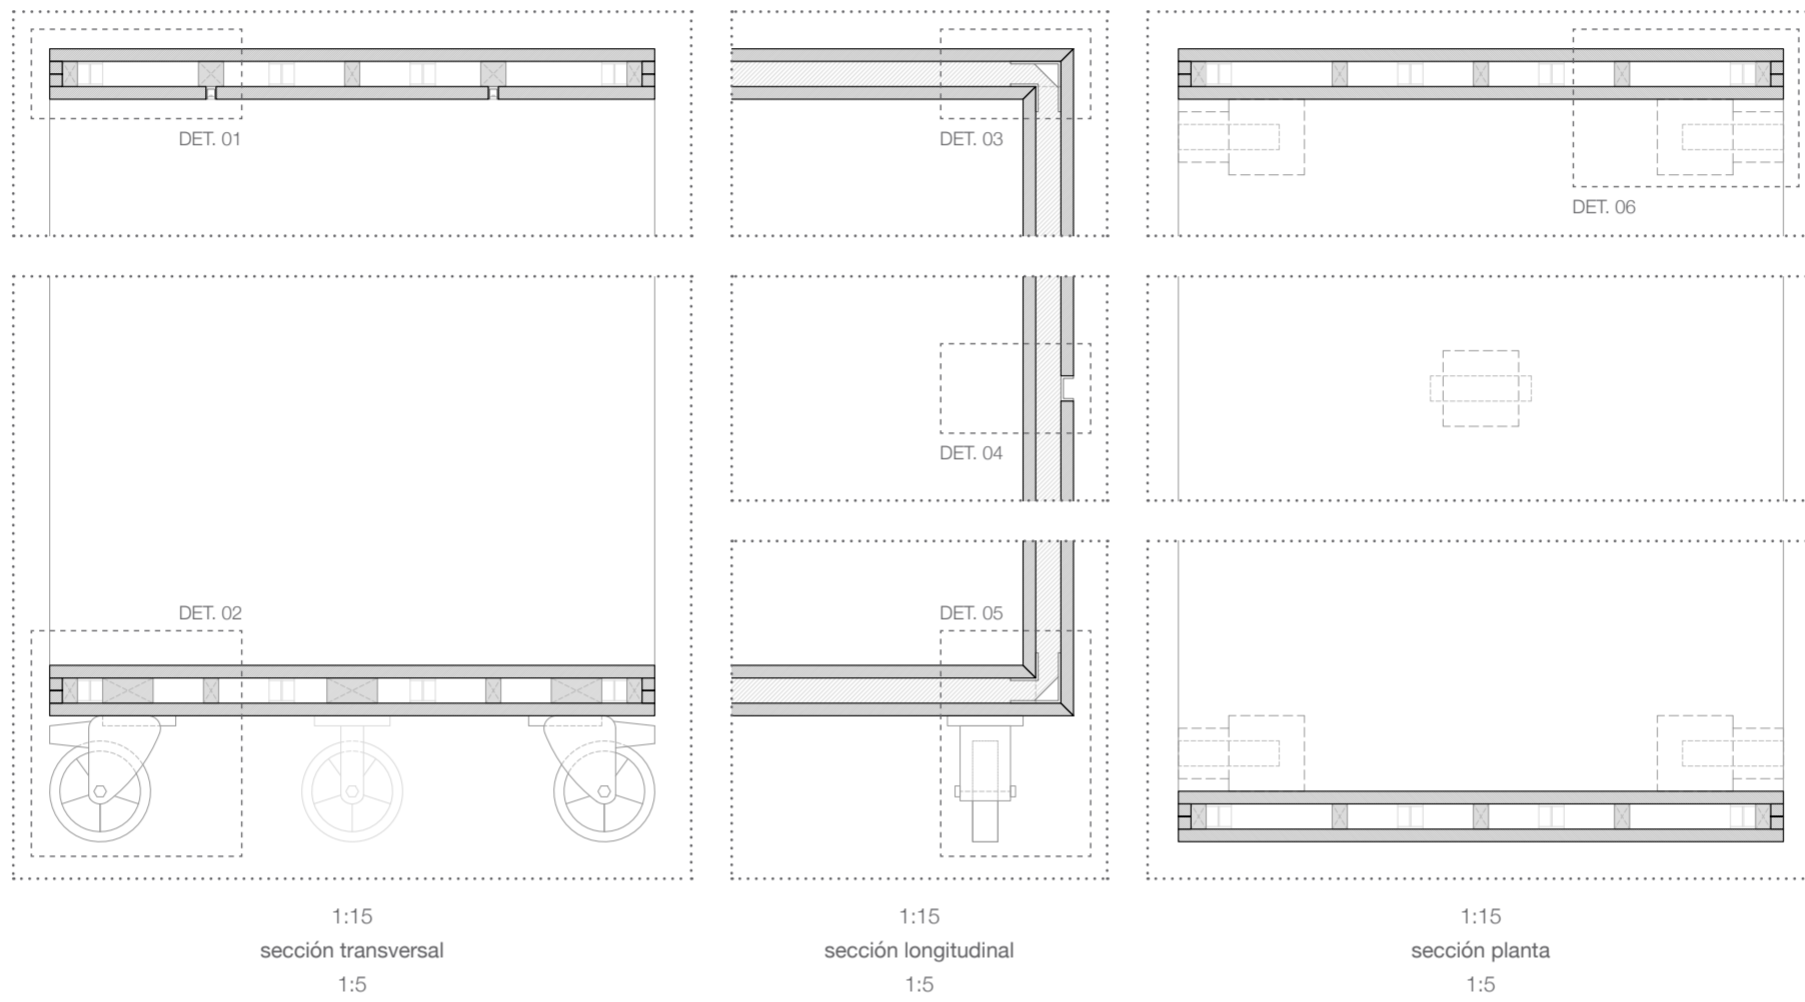 DET. 01
DET. 03
DET. 06
DET. 04
DET. 02
DET. 05
1:15
sección transversal
1:5
1:15
sección longitudinal
1:5
1:15
sección planta
1:5